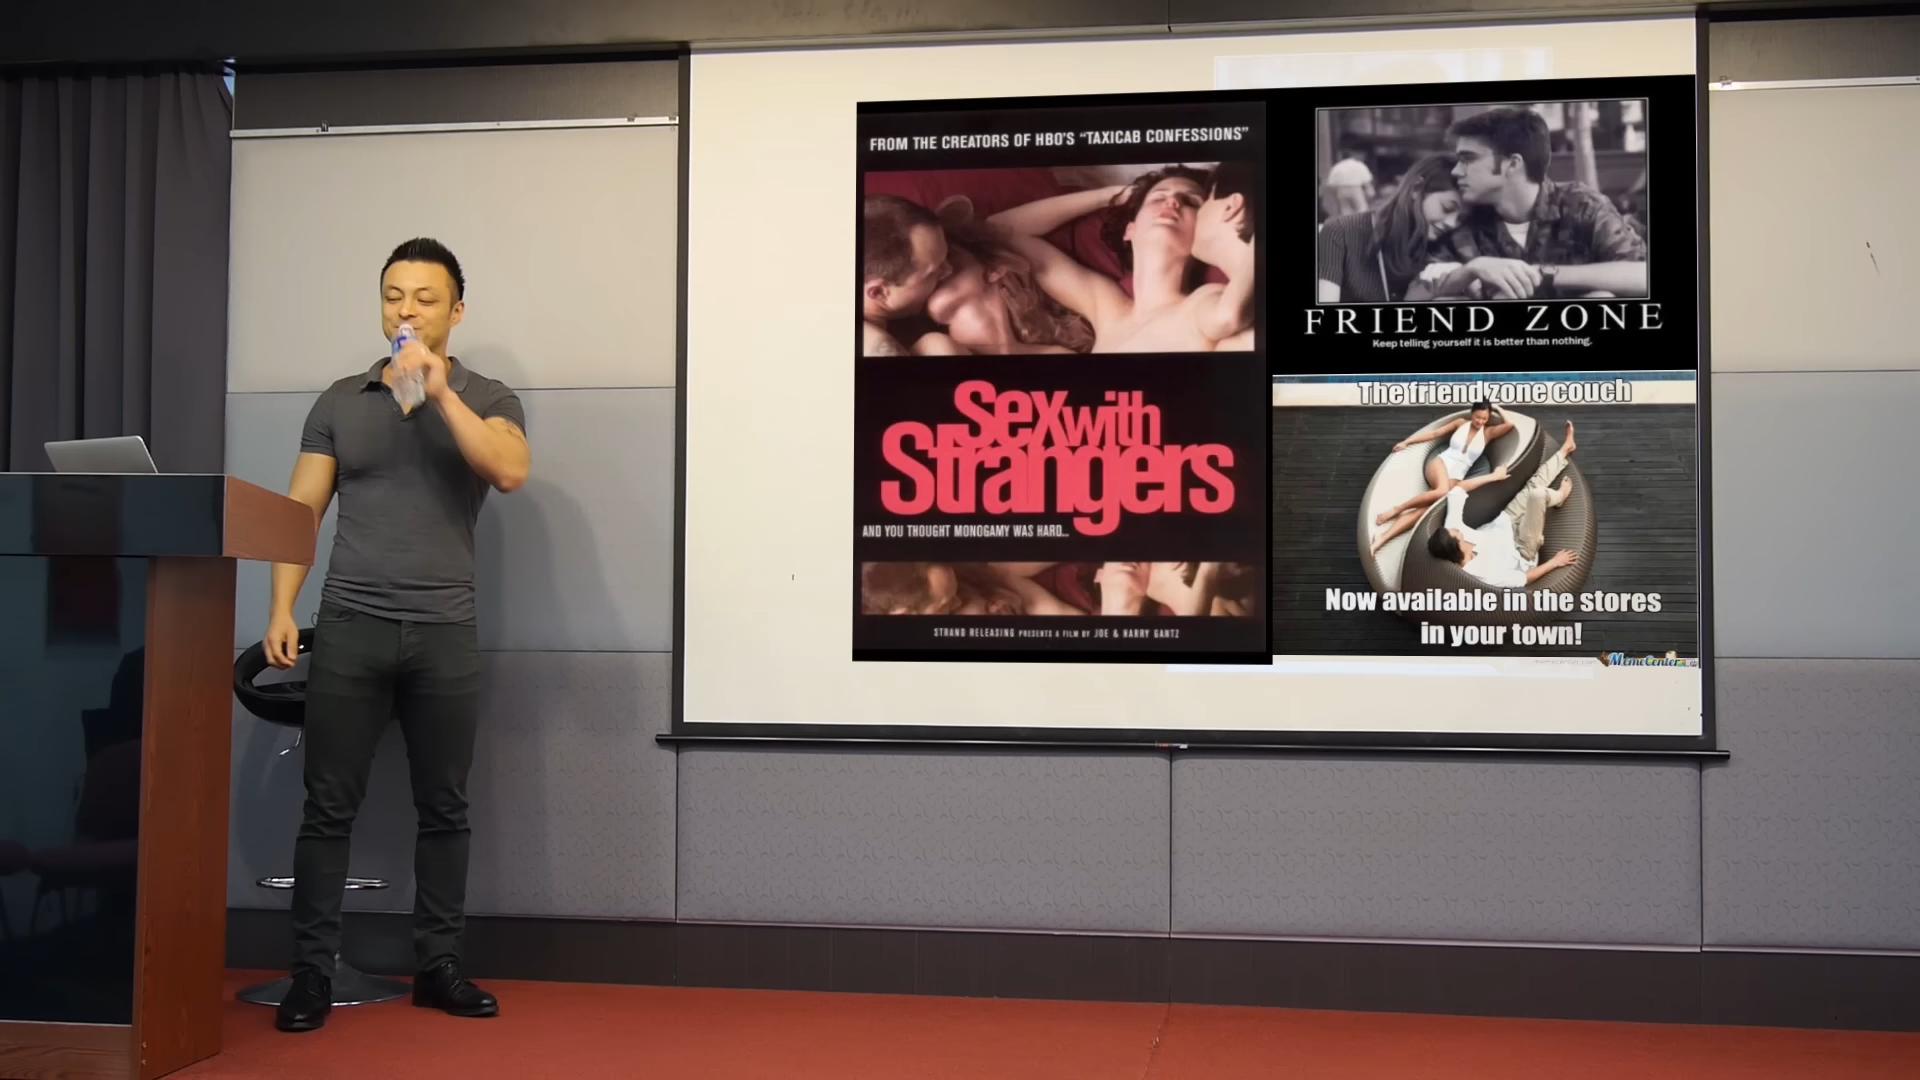 FROM THE CREATORS OF HBO'S "TAXICAB CONFESSIONS"
Sex with
Strangers
AND YOU THOUGHT MONOGAMY WAS HARD...
STRAND RELEASING PRESENTS A FILM BY JOE & HARRY GANTZ
FRIEND ZONE
Keep telling yourself it is better than nothing.
The friend zone couch
Now available in the stores
in your town!
MemeCenter